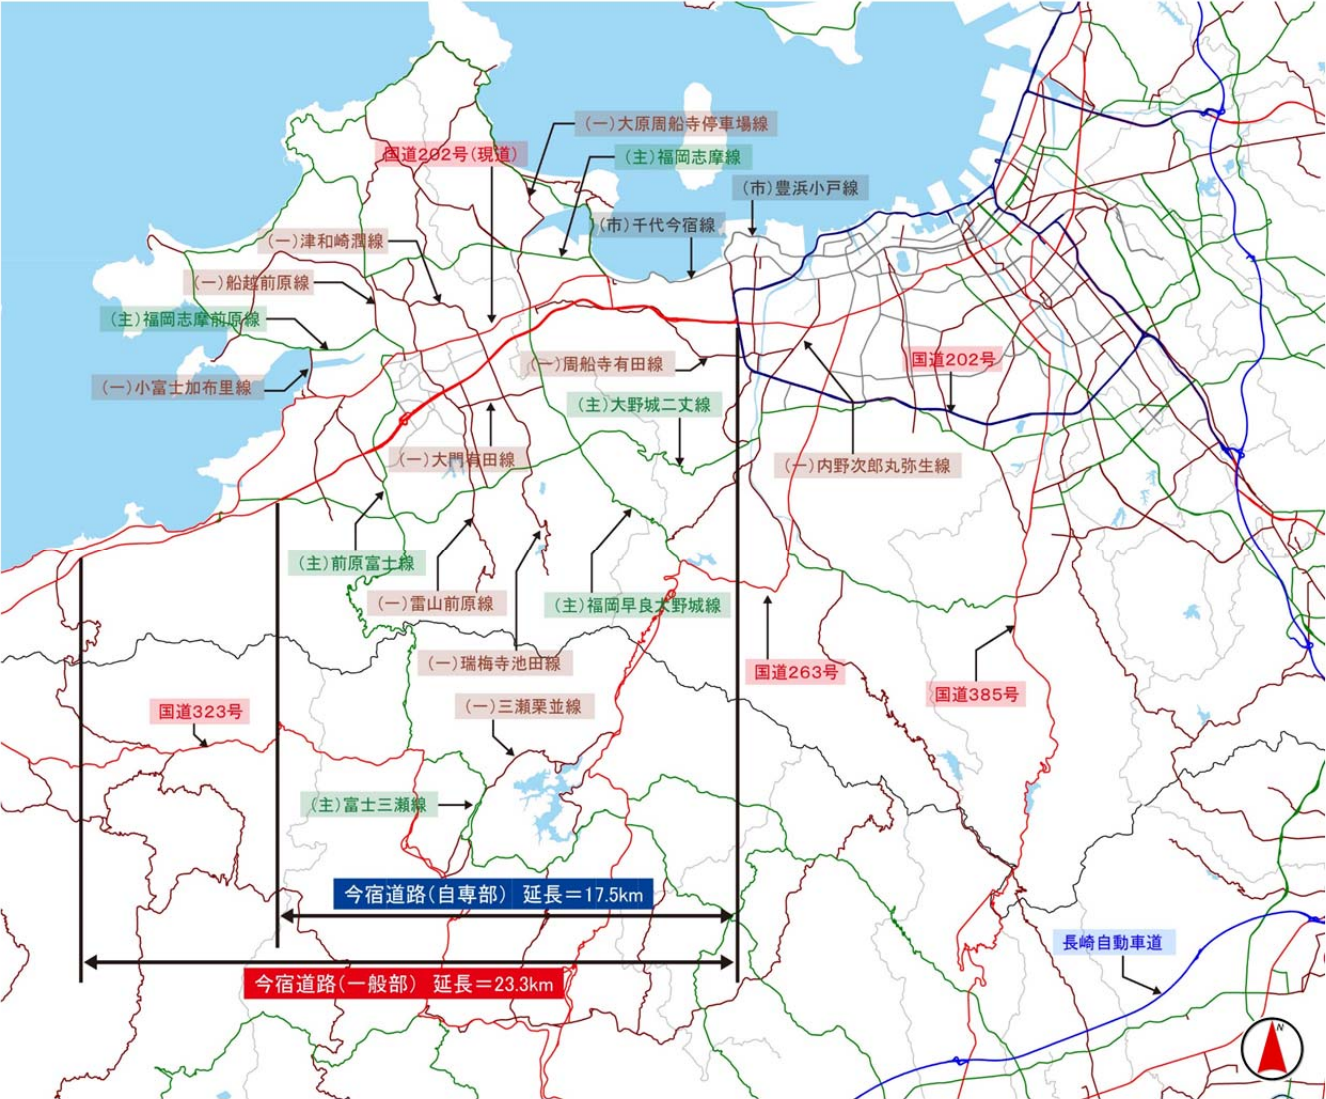 (一)大原周船寺停車場線
国道202号(現道)
(主)福岡志摩線
(市)豊浜小戸線
(市)千代今宿線
(一)津和崎潤線
(一)船越前原線
(主)福岡志摩前原線
(一)周船寺有田線
国道202号
(一)小富士加布里線
(主)大野城二丈線
(一)大門有田線
(一)内野次郎丸弥生線
(主)前原富士線
(一)雷山前原線
(主)福岡早良大野城線
(一)瑞梅寺池田線
国道263号
国道385号
国道323号
(一)三瀬栗並線
(主)富士三瀬線
今宿道路(自専部) 延長=17.5km
長崎自動車道
今宿道路(一般部) 延長=23.3km
N